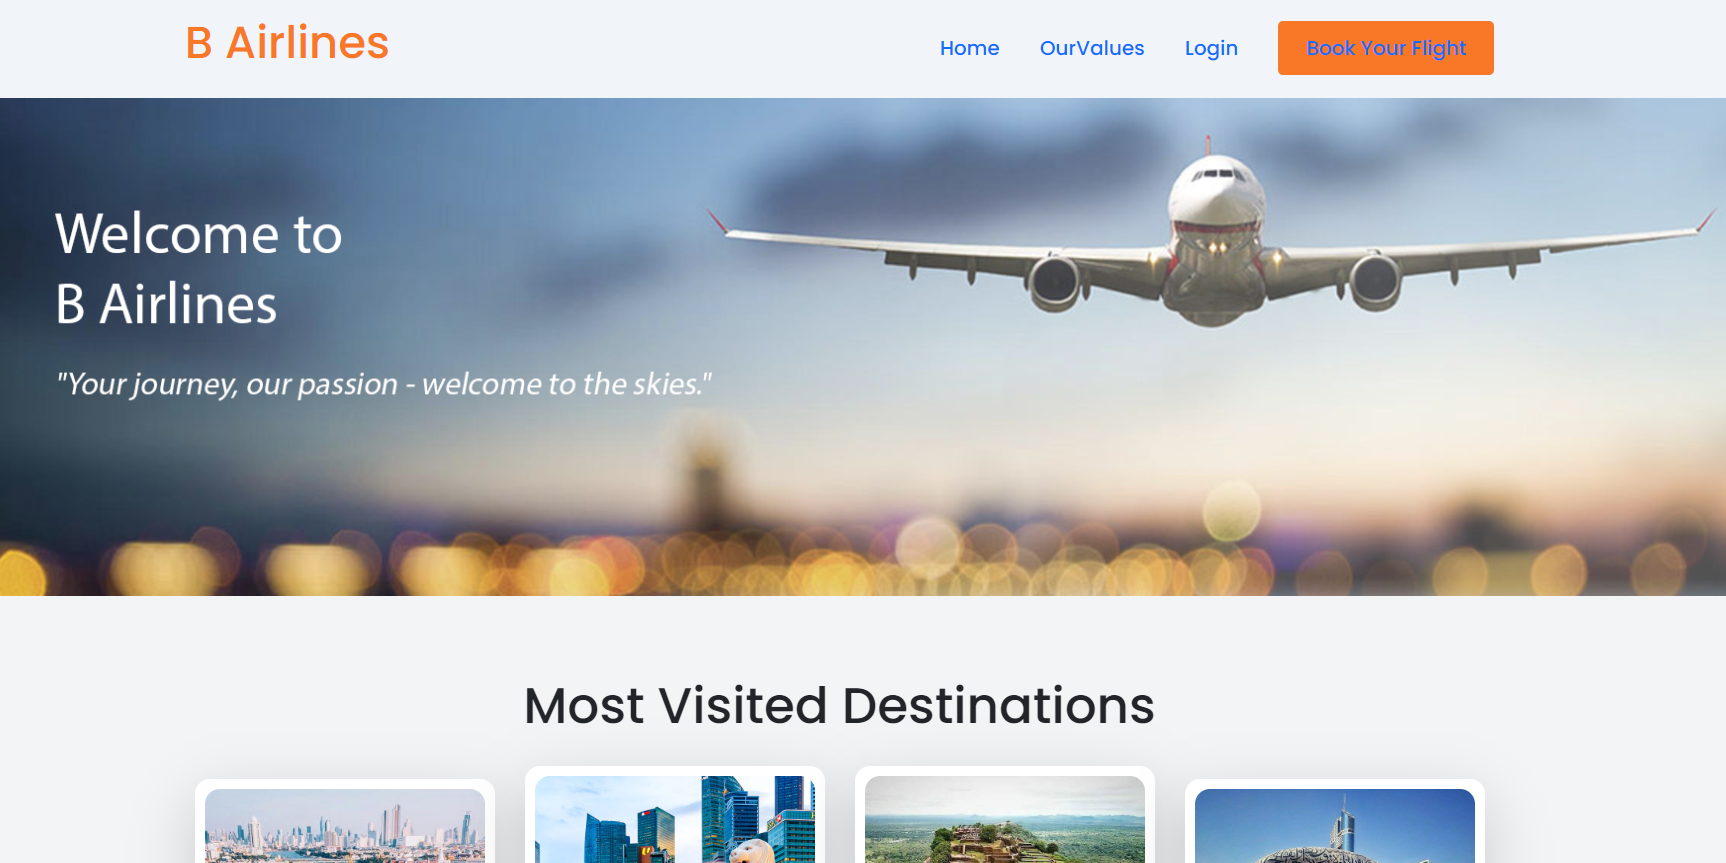 B Airlines
Home OurValues Login Book Your Flight
Welcome to
B Airlines
"Your journey, our passion - welcome to the skies."
Most Visited Destinations